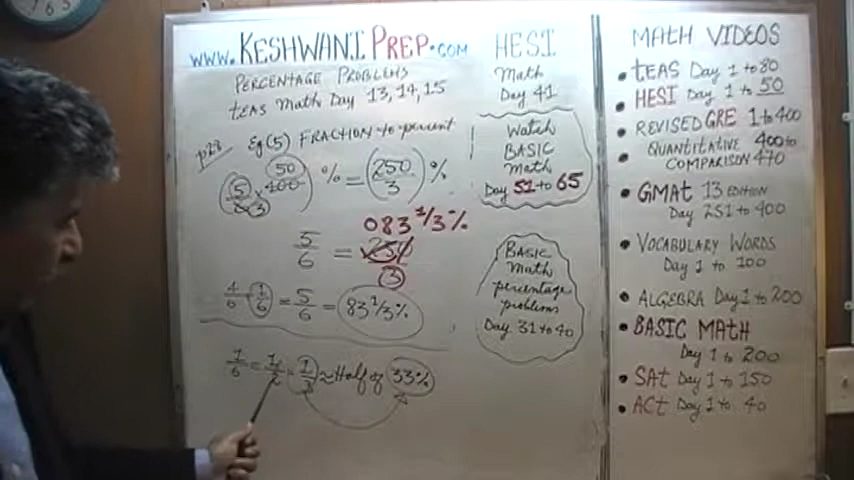 www.KESHWANIPREP.com
PERCENTAGE PROBLEMS
TEAS Math Day 13, 14, 15
p28 Eg(5) FRACTION to percent
(5/6 × 100) % = (250/3) %
50
3
083 1/3 %
5/6 = 250/3
4/6 1/6 = 5/6 = 83 1/3 %
1/6 = 1/2 · 1/3 ≈ Half of 33%
HESI
Math
Day 41
Watch
BASIC
Math
Day 51 to 65
BASIC
Math
percentage
problems
Day 31 to 40
MATH VIDEOS
• TEAS Day 1 to 80
• HESI Day 1 to 50
• REVISED GRE 1 to 400
• QUANTITATIVE 400 to
COMPARISON 470
• GMAT 13 EDITION
Day 251 to 400
• VOCABULARY WORDS
Day 1 to 100
• ALGEBRA Day 1 to 200
• BASIC MATH
Day 1 to 200
• SAT Day 1 to 150
• ACT Day 1 to 40